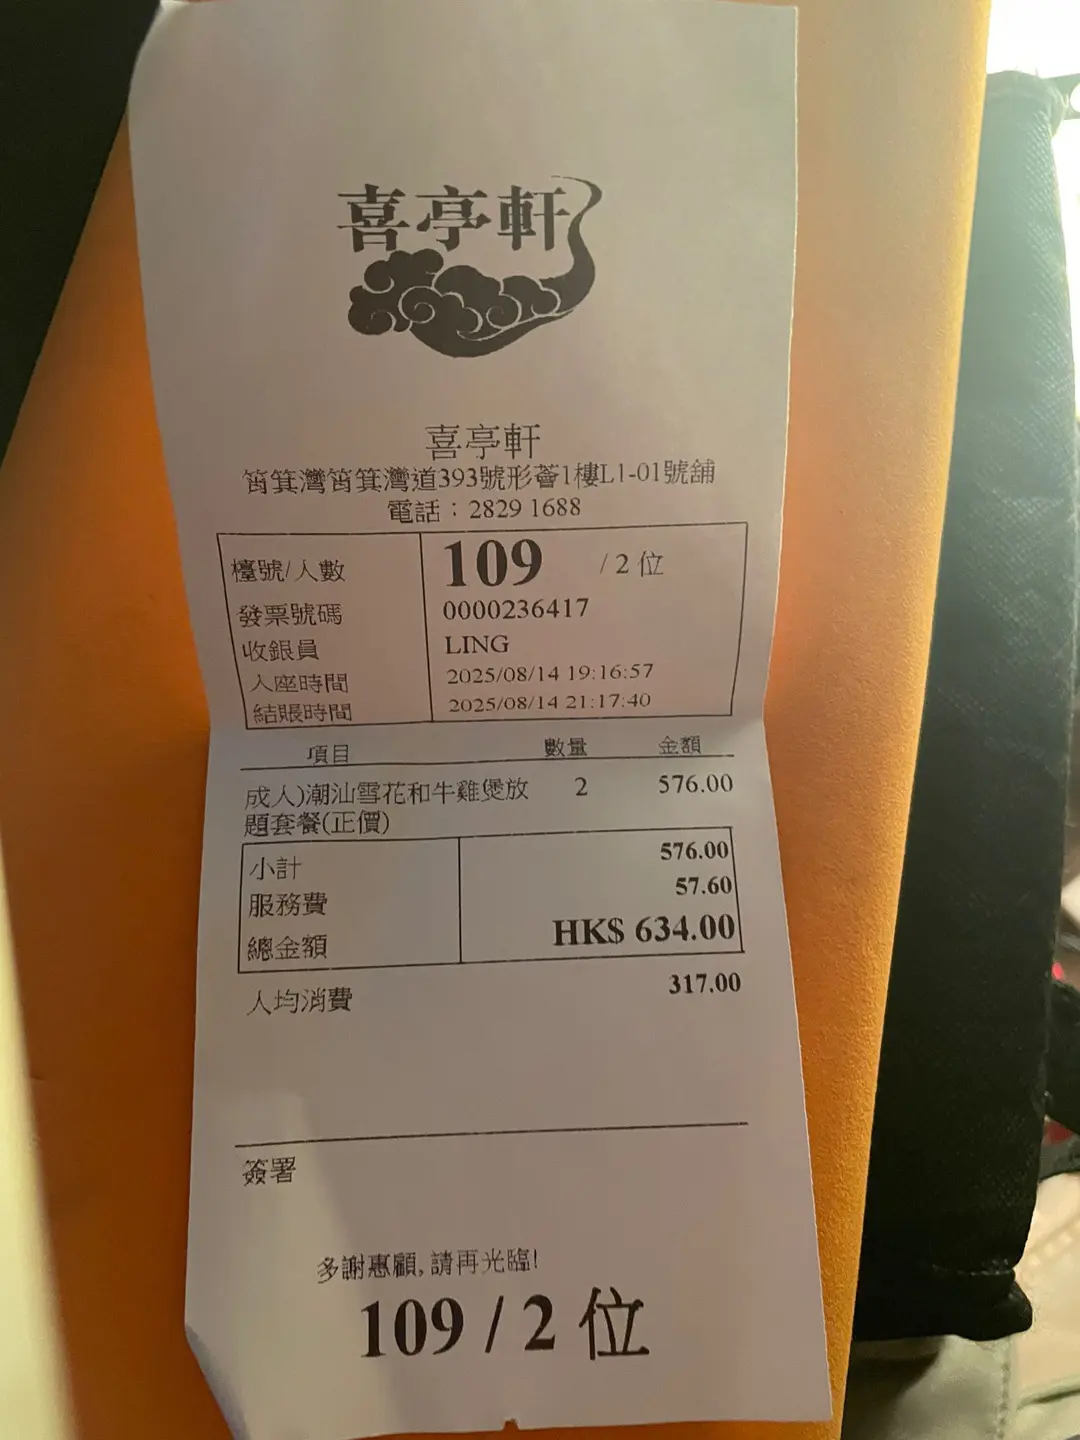 喜亭軒
喜亭軒
筲箕灣筲箕灣道393號形薈1樓L1-01號舖
電話：2829 1688
檯號/人數 109 / 2 位
發票號碼 0000236417
收銀員 LING
入座時間 2025/08/14 19:16:57
結賬時間 2025/08/14 21:17:40
項目 數量 金額
成人)潮汕雪花和牛雞煲放 2 576.00
題套餐(正價)
小計 576.00
服務費 57.60
總金額 HK$ 634.00
人均消費 317.00
簽署
多謝惠顧, 請再光臨!
109 / 2 位